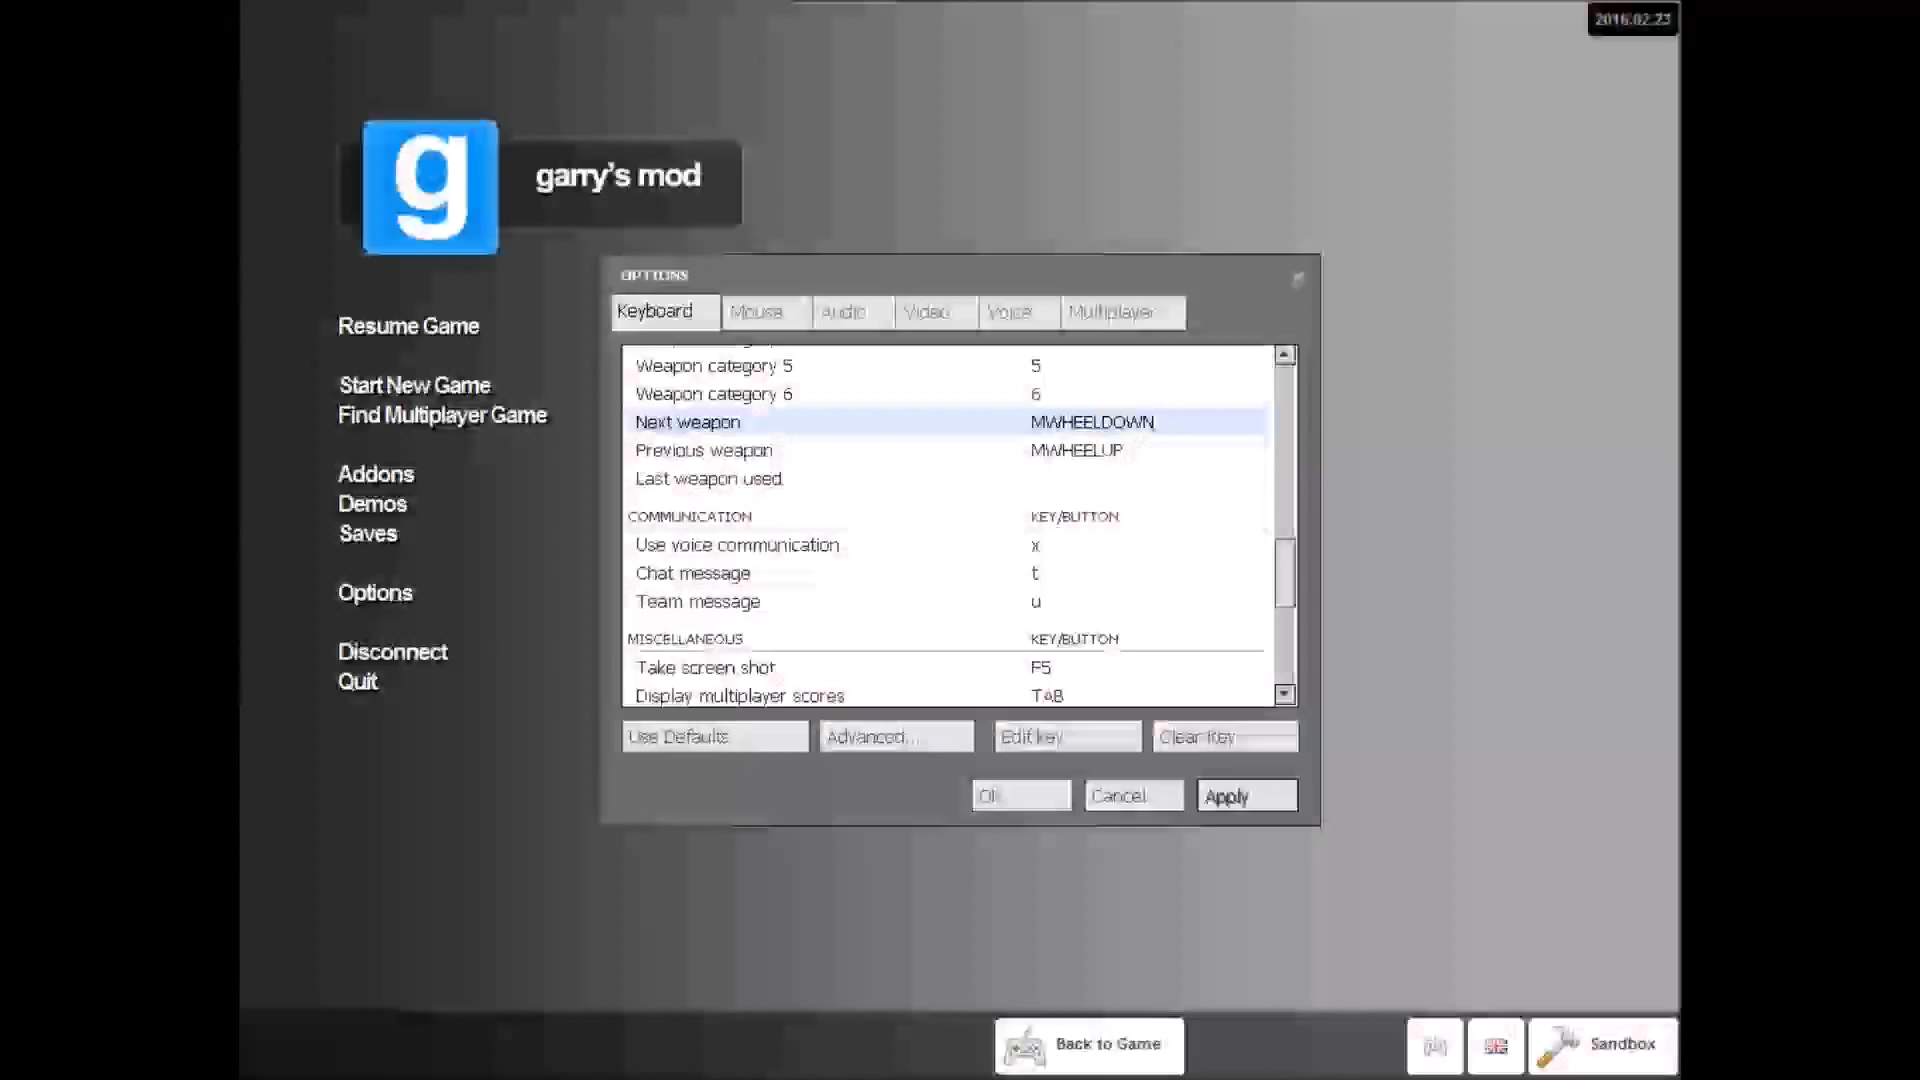 2016.02.23
g
garry's mod
Resume Game
Start New Game
Find Multiplayer Game
Addons
Demos
Saves
Options
Disconnect
Quit
OPTIONS
Keyboard Mouse Audio Video Voice Multiplayer
Weapon category 5 5
Weapon category 6 6
Next weapon MWHEELDOWN
Previous weapon MWHEELUP
Last weapon used
COMMUNICATION KEY/BUTTON
Use voice communication x
Chat message t
Team message u
MISCELLANEOUS KEY/BUTTON
Take screen shot F5
Display multiplayer scores TAB
Use Defaults Advanced... Edit key Clear Key
OK Cancel Apply
Back to Game
Sandbox